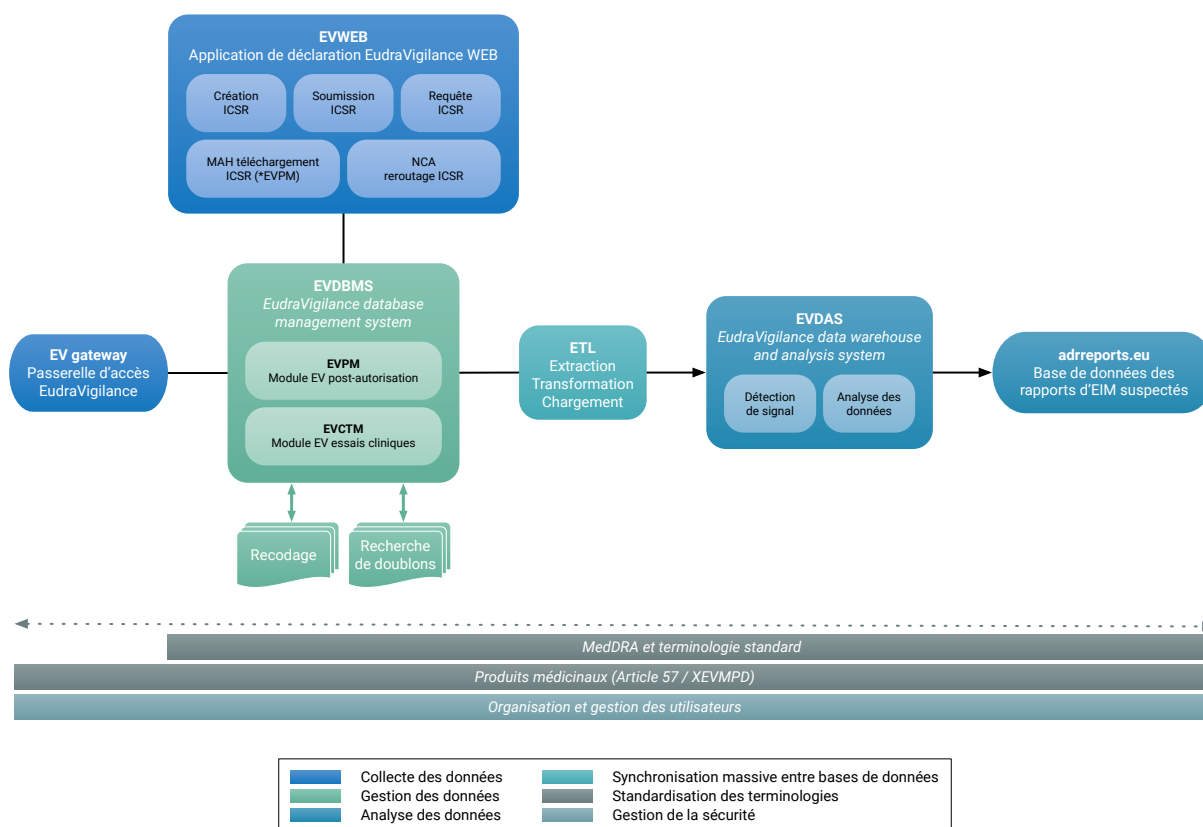 EVWEB
Application de déclaration EudraVigilance WEB
Création
ICSR
Soumission
ICSR
Requête
ICSR
MAH téléchargement
ICSR (*EVPM)
NCA
reroutage ICSR
EV gateway
Passerelle d'accès
EudraVigilance
EVDBMS
EudraVigilance database
management system
EVPM
Module EV post-autorisation
EVCTM
Module EV essais cliniques
Recodage
Recherche
de doublons
ETL
Extraction
Transformation
Chargement
EVDAS
EudraVigilance data warehouse
and analysis system
Détection
de signal
Analyse des
données
adrreports.eu
Base de données des
rapports d'EIM suspectés
MedDRA et terminologie standard
Produits médicinaux (Article 57 / XEVMPD)
Organisation et gestion des utilisateurs
Collecte des données
Gestion des données
Analyse des données
Synchronisation massive entre bases de données
Standardisation des terminologies
Gestion de la sécurité